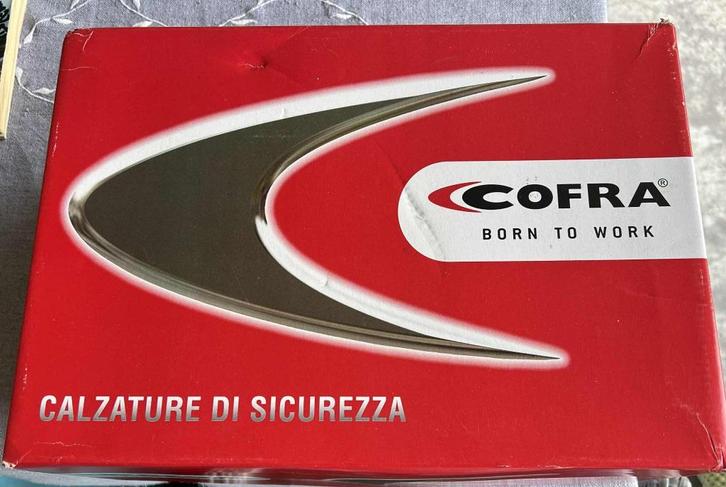 COFRA®
BORN TO WORK
CALZATURE DI SICUREZZA